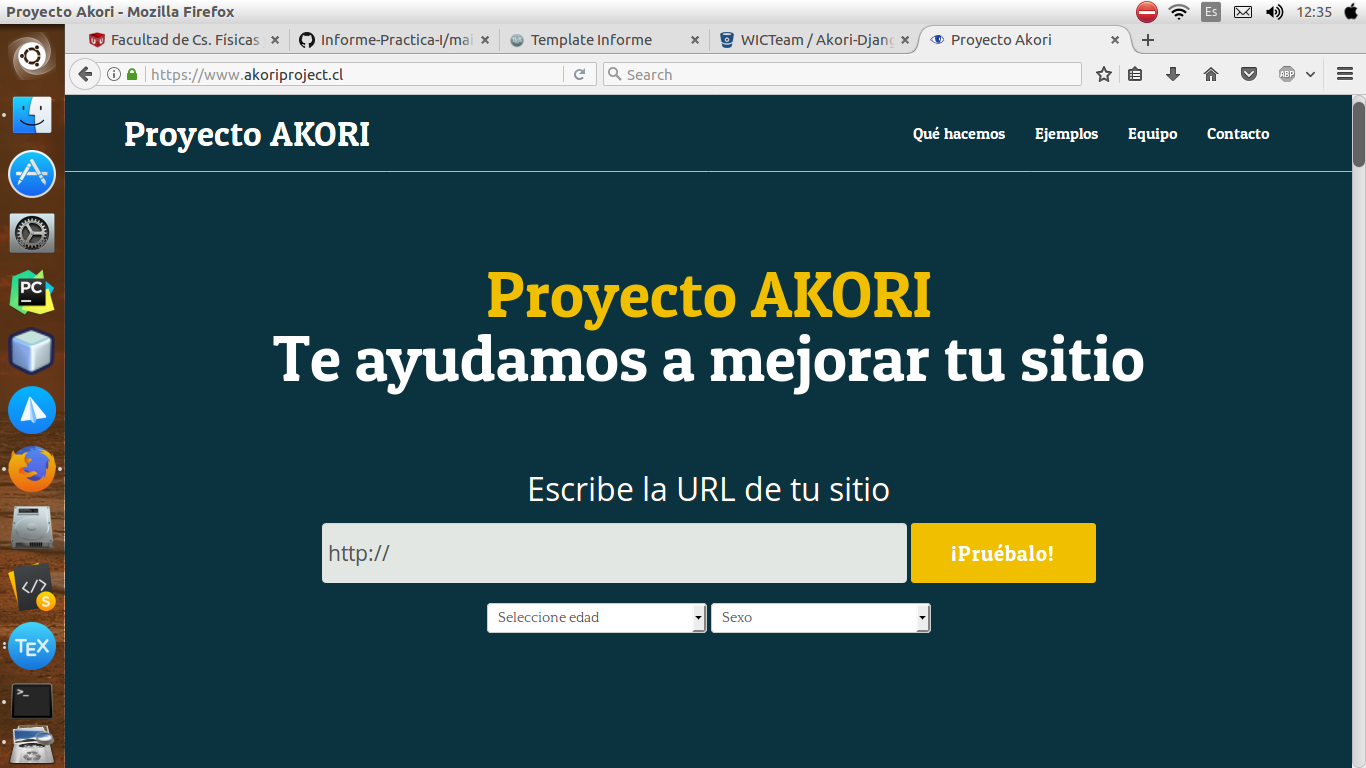 Proyecto Akori - Mozilla Firefox
Es
12:35
Facultad de Cs. Físicas
Informe-Practica-I/mai
Template Informe
WICTeam / Akori-Djang
Proyecto Akori
https://www.akoriproject.cl
Search
ABP
Proyecto AKORI
Qué hacemos
Ejemplos
Equipo
Contacto
Proyecto AKORI
Te ayudamos a mejorar tu sitio
Escribe la URL de tu sitio
http://
¡Pruébalo!
Seleccione edad
Sexo
PC
</>
S
TEX
>_